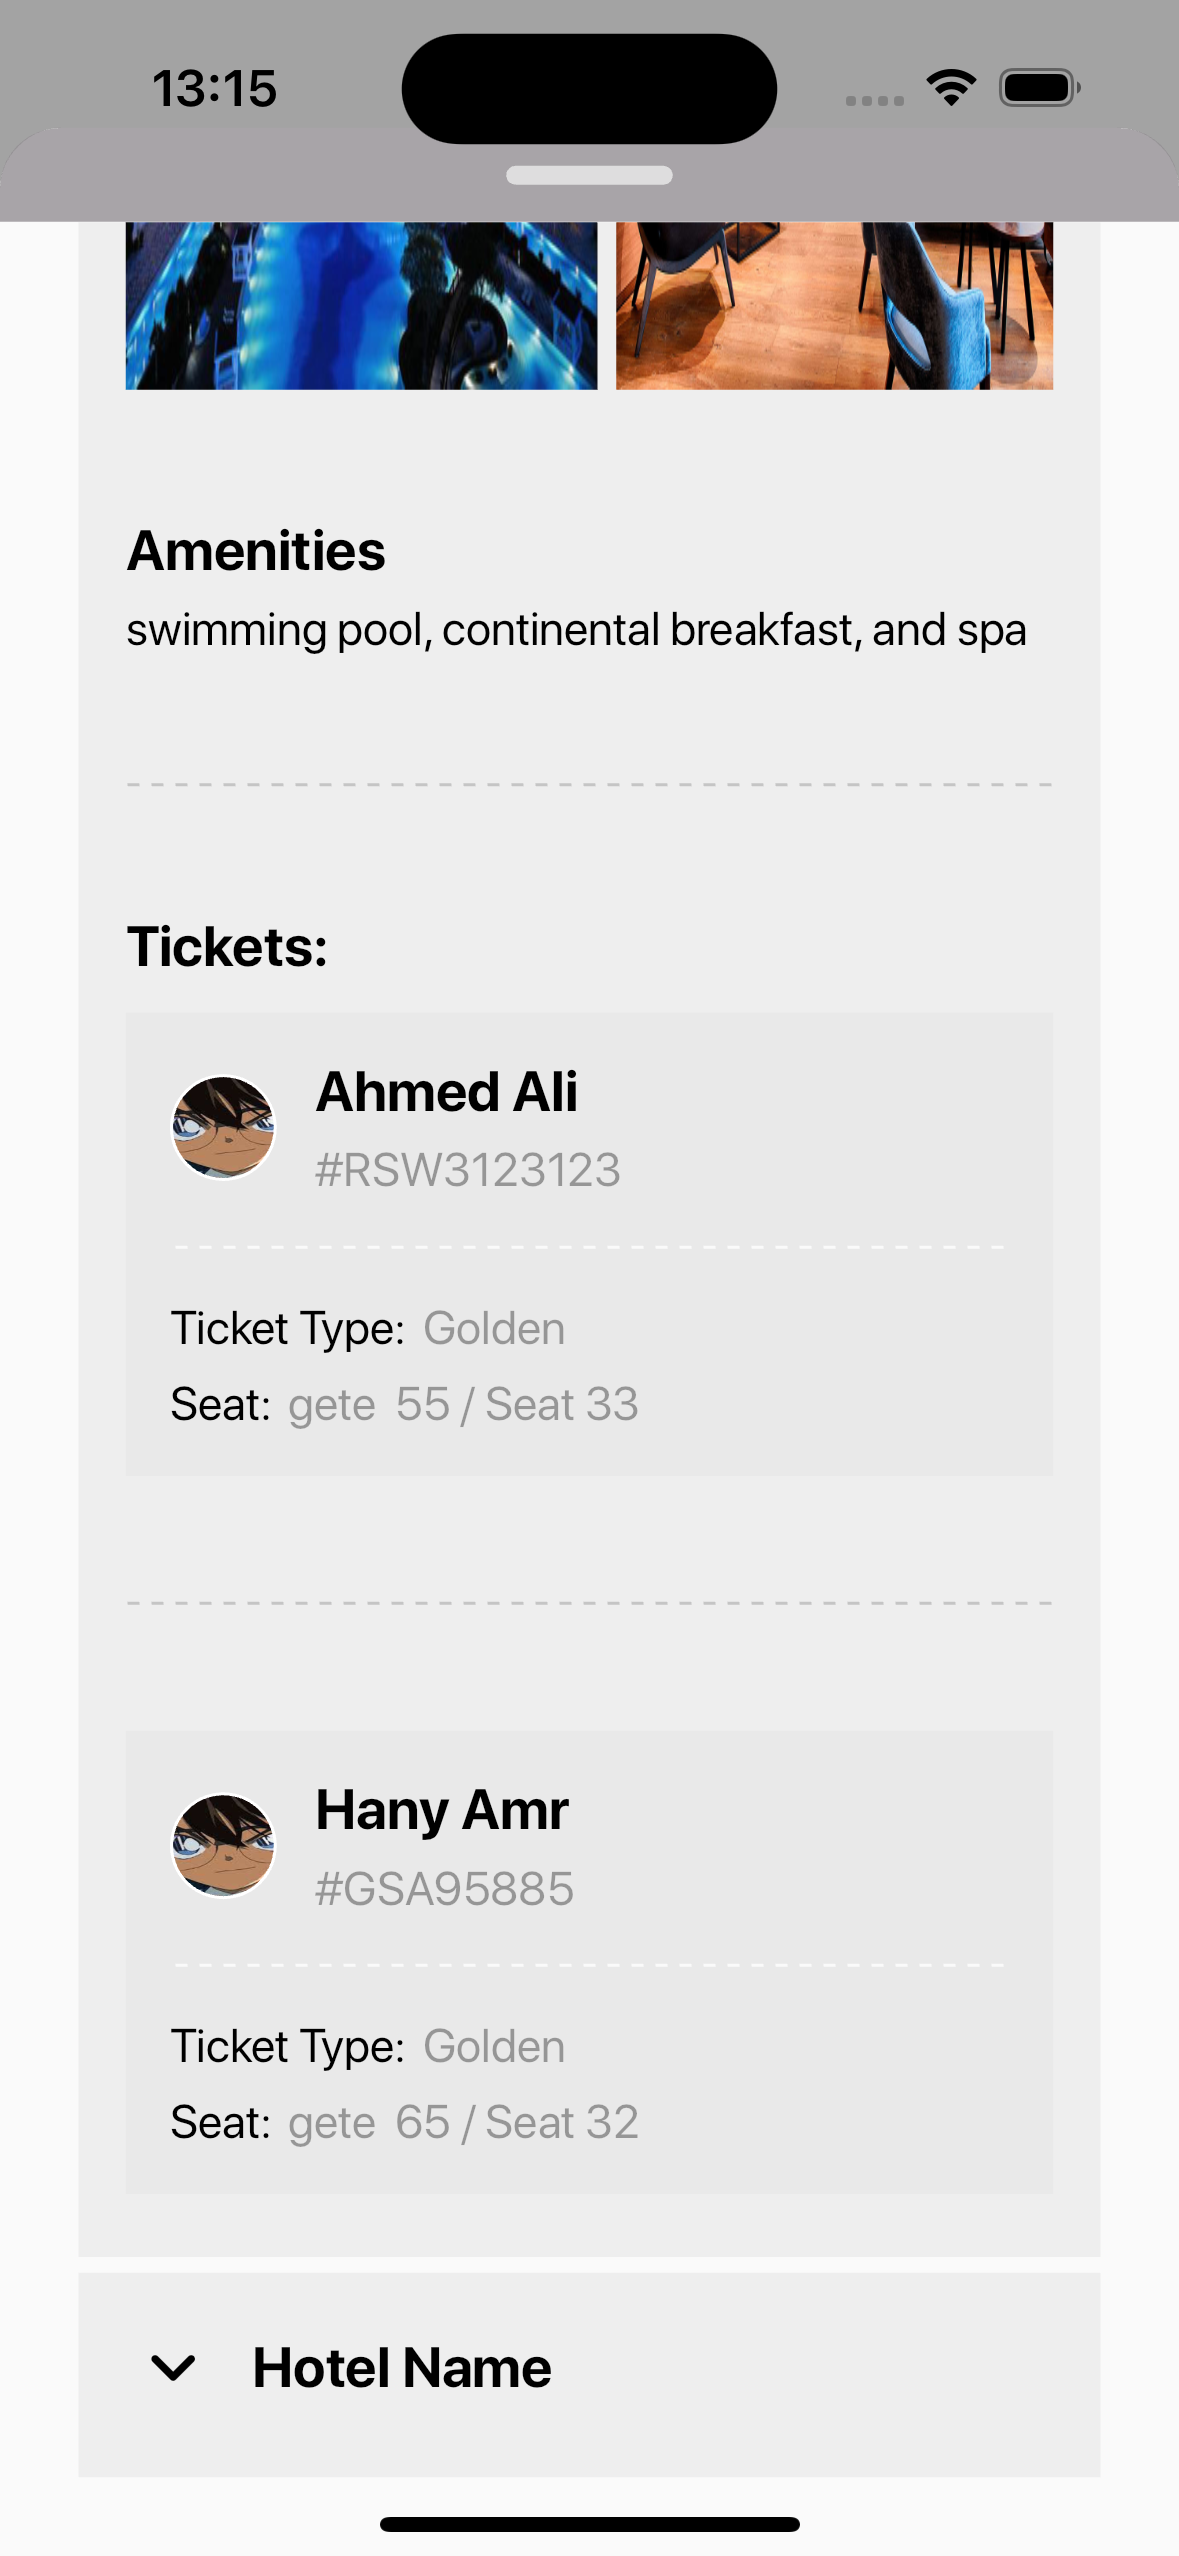 13:15
Amenities
swimming pool, continental breakfast, and spa
Tickets:
Ahmed Ali
#RSW3123123
Ticket Type: Golden
Seat: gete 55 / Seat 33
Hany Amr
#GSA95885
Ticket Type: Golden
Seat: gete 65 / Seat 32
Hotel Name